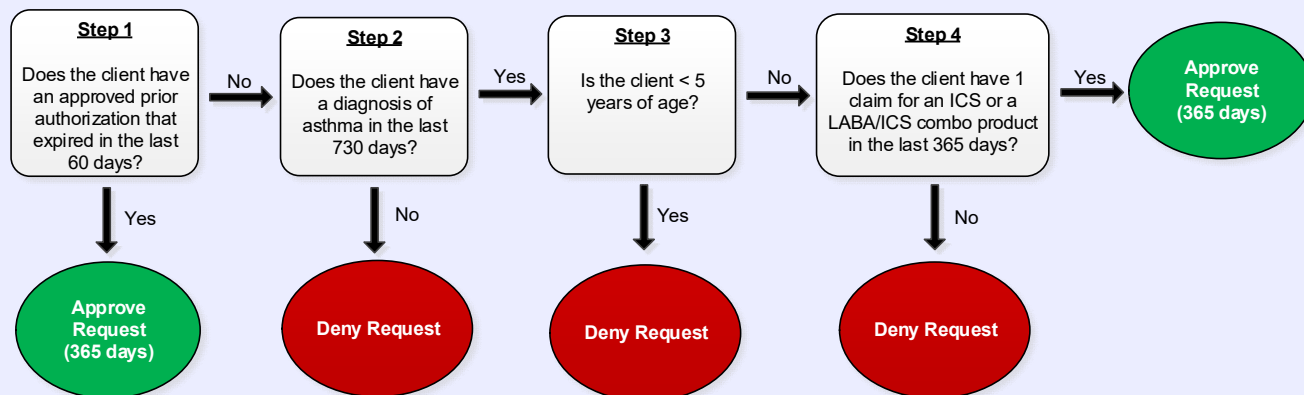 Step 1
Does the client have
an approved prior
authorization that
expired in the last
60 days?
No
Step 2
Does the client have
a diagnosis of
asthma in the last
730 days?
Yes
Step 3
Is the client < 5
years of age?
No
Step 4
Does the client have 1
claim for an ICS or a
LABA/ICS combo product
in the last 365 days?
Yes
Approve
Request
(365 days)
Yes
No
Yes
No
Approve
Request
(365 days)
Deny Request
Deny Request
Deny Request